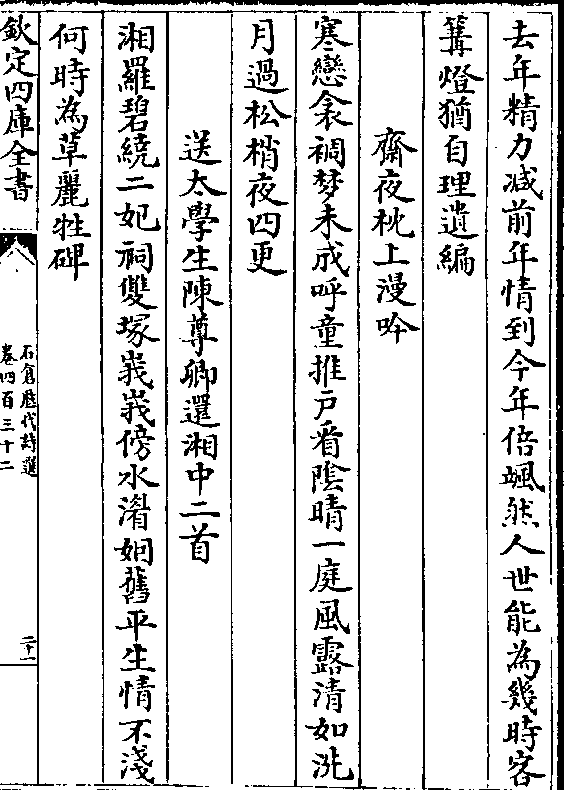 去年精力減前年情到今年倍颯然人世能為幾時客
篝燈猶自理遺編
齋夜枕上漫吟
寒戀衾裯梦未成呼童推戸看陰晴一庭風露清如洗
月過松梢夜四更
送太學生陳尊卿還湘中二首
湘羅碧繞二妃祠雙塚峩峩傍水湄姻舊平生情不淺
何時為草麗牲碑
欽定四庫全書
石倉歴代詩選
卷四百三十二
二十一